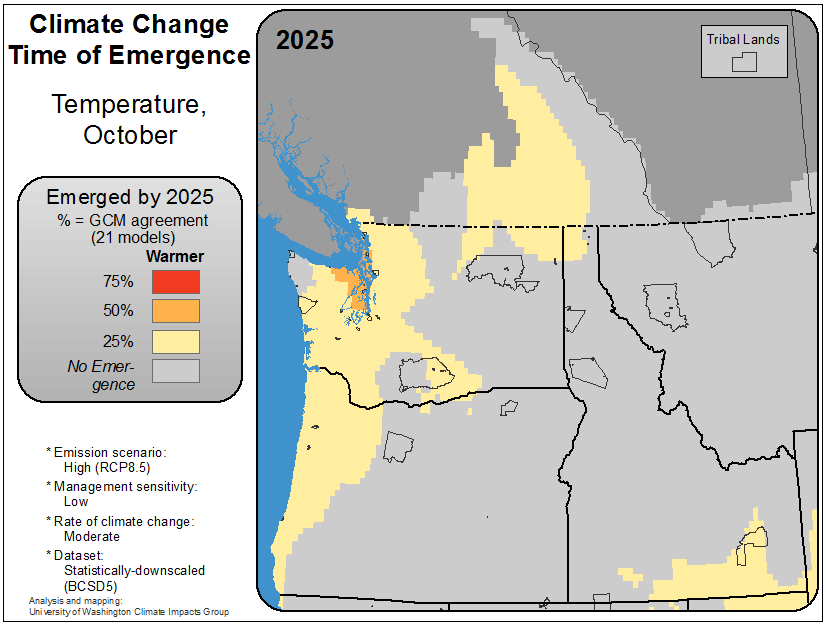 Climate Change
Time of Emergence
Temperature,
October
Emerged by 2025
% = GCM agreement
(21 models)
Warmer
75%
50%
25%
No Emer-
gence
* Emission scenario:
High (RCP8.5)
* Management sensitivity:
Low
* Rate of climate change:
Moderate
* Dataset:
Statistically-downscaled
(BCSD5)
Analysis and mapping:
University of Washington Climate Impacts Group
2025
Tribal Lands